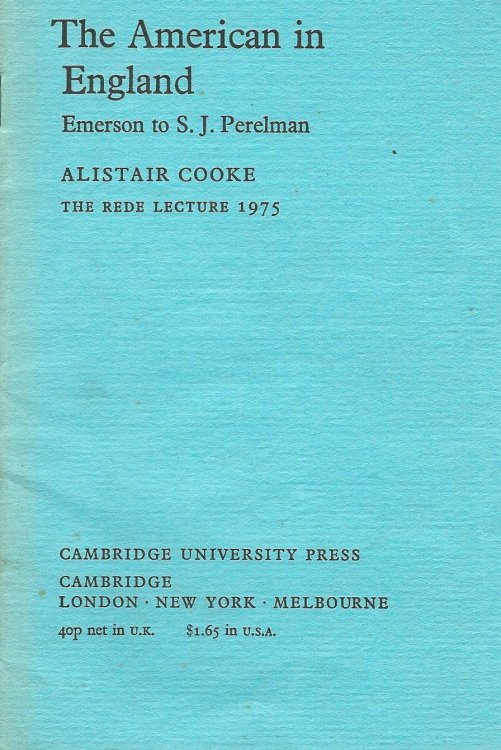 The American in
England
Emerson to S. J. Perelman
ALISTAIR COOKE
THE REDE LECTURE 1975
CAMBRIDGE UNIVERSITY PRESS
CAMBRIDGE
LONDON · NEW YORK · MELBOURNE
40p net in U.K. $1.65 in U.S.A.